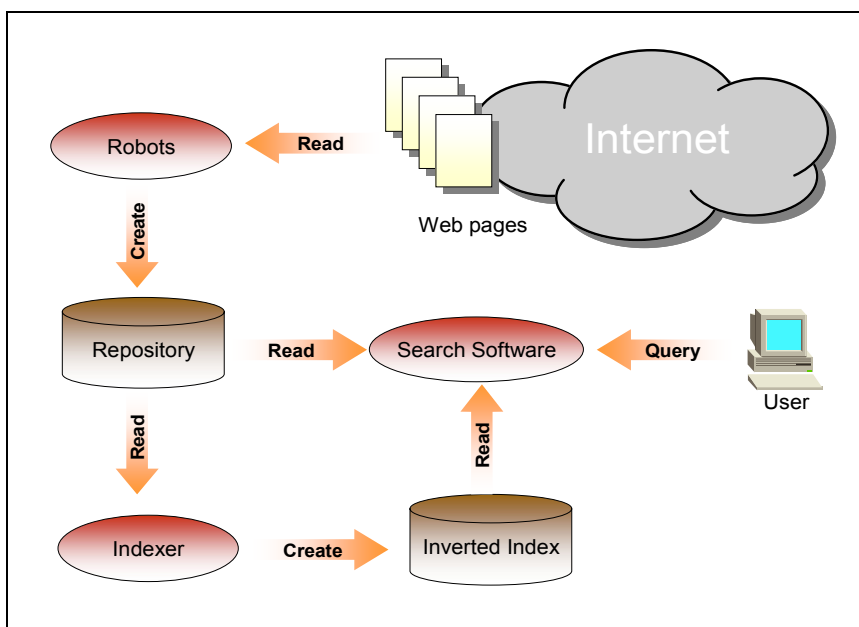 Internet
Robots
Read
Web pages
Create
Repository
Read
Search Software
Query
User
Read
Read
Indexer
Create
Inverted Index